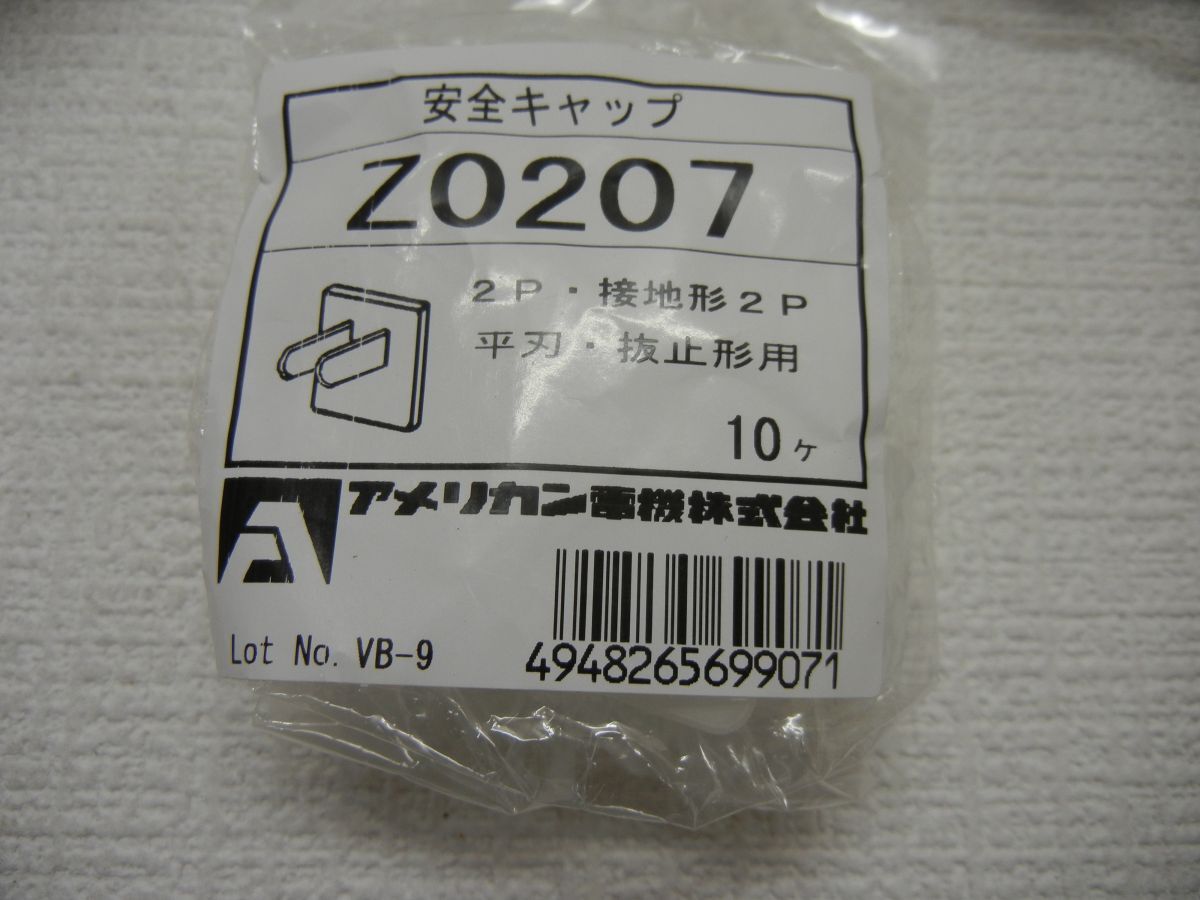 安全キャップ
Z0207
2P・接地形2P
平刃・抜止形用
10ヶ
アメリカン電機株式会社
Lot No. VB-9
4948265699071